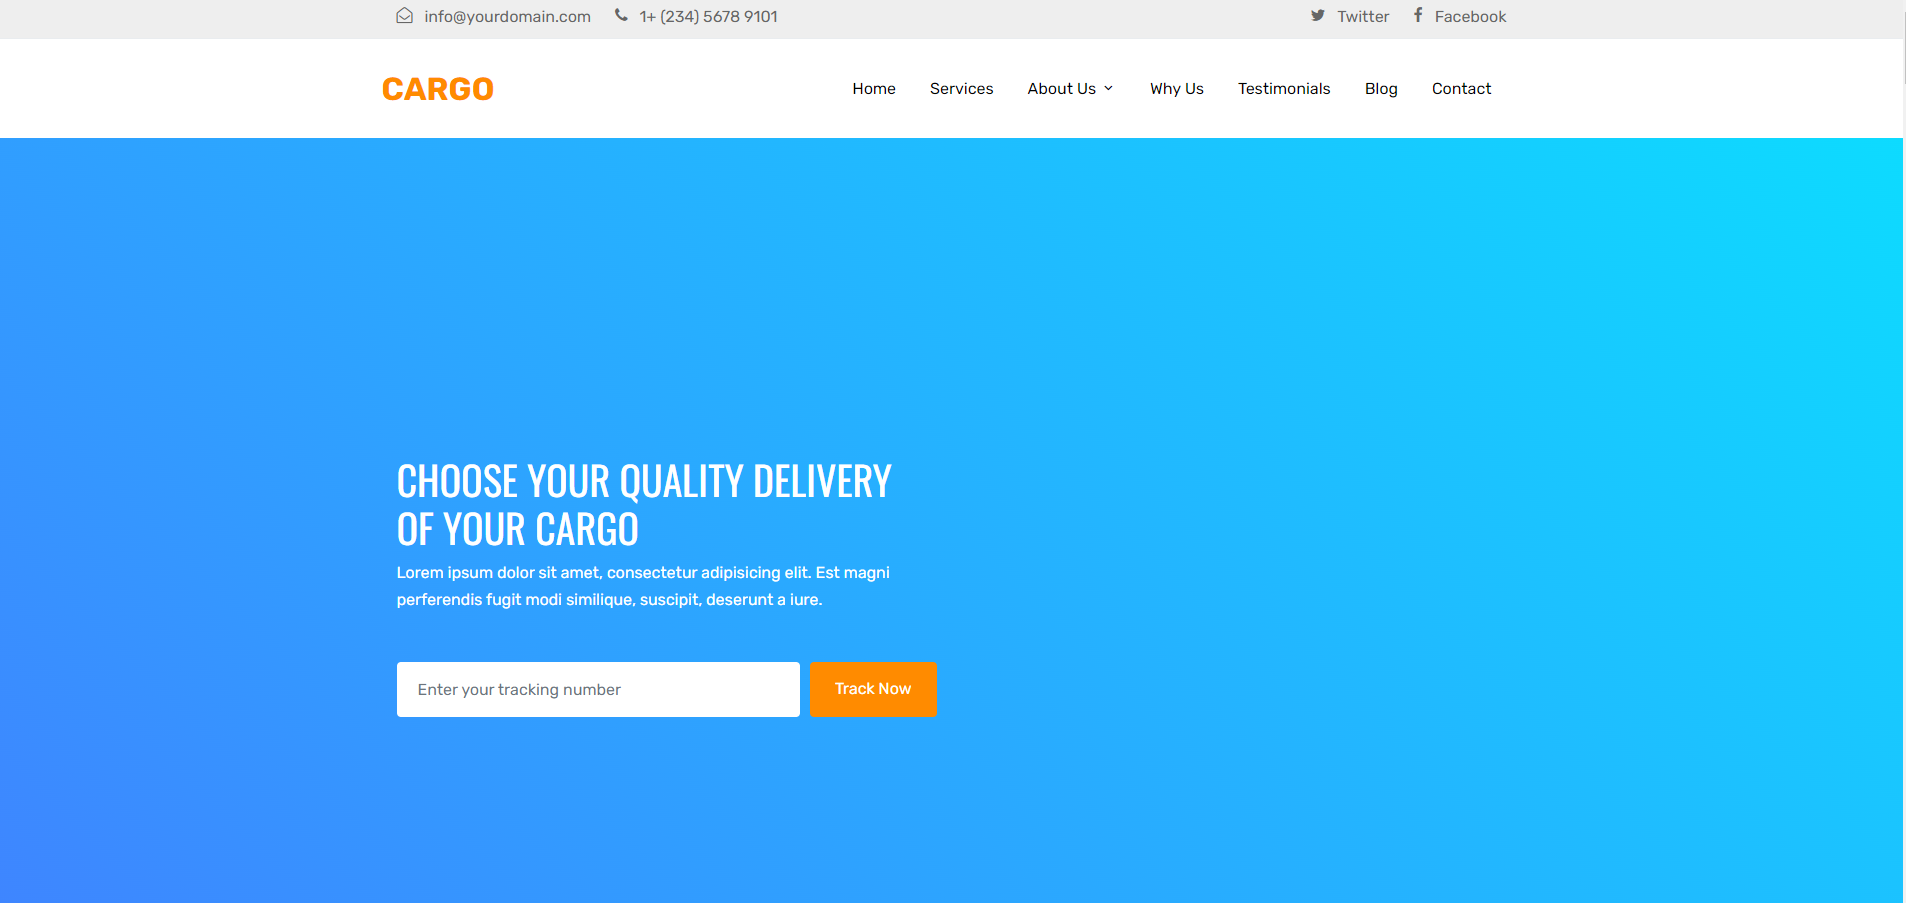 info@yourdomain.com 1+ (234) 5678 9101 Twitter Facebook
CARGO Home Services About Us Why Us Testimonials Blog Contact
CHOOSE YOUR QUALITY DELIVERY
OF YOUR CARGO
Lorem ipsum dolor sit amet, consectetur adipisicing elit. Est magni
perferendis fugit modi similique, suscipit, deserunt a iure.
Enter your tracking number Track Now